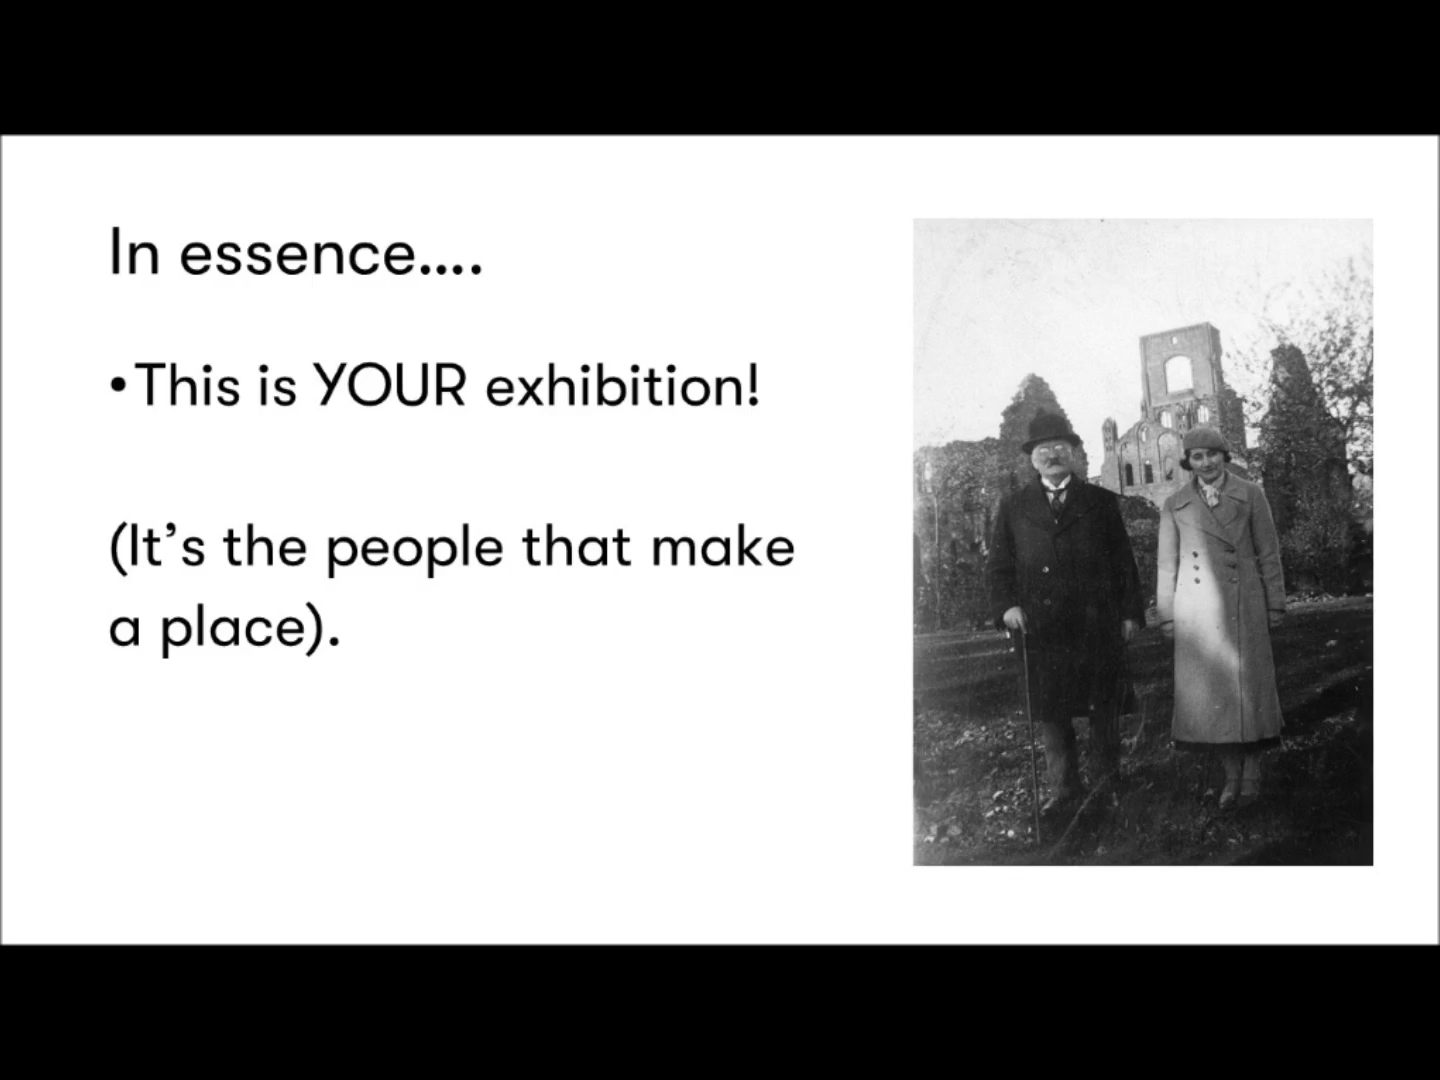 In essence....
•This is YOUR exhibition!
(It’s the people that make
a place).